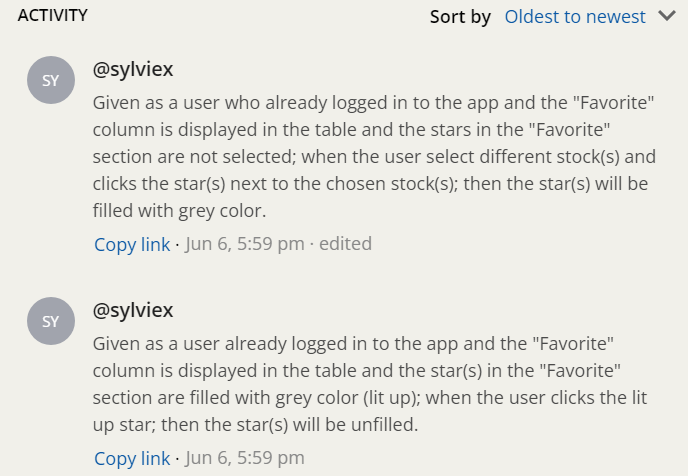 ACTIVITY
Sort by Oldest to newest
SY
@sylviex
Given as a user who already logged in to the app and the "Favorite"
column is displayed in the table and the stars in the "Favorite"
section are not selected; when the user select different stock(s) and
clicks the star(s) next to the chosen stock(s); then the star(s) will be
filled with grey color.
Copy link · Jun 6, 5:59 pm · edited
SY
@sylviex
Given as a user already logged in to the app and the "Favorite"
column is displayed in the table and the star(s) in the "Favorite"
section are filled with grey color (lit up); when the user clicks the lit
up star; then the star(s) will be unfilled.
Copy link · Jun 6, 5:59 pm